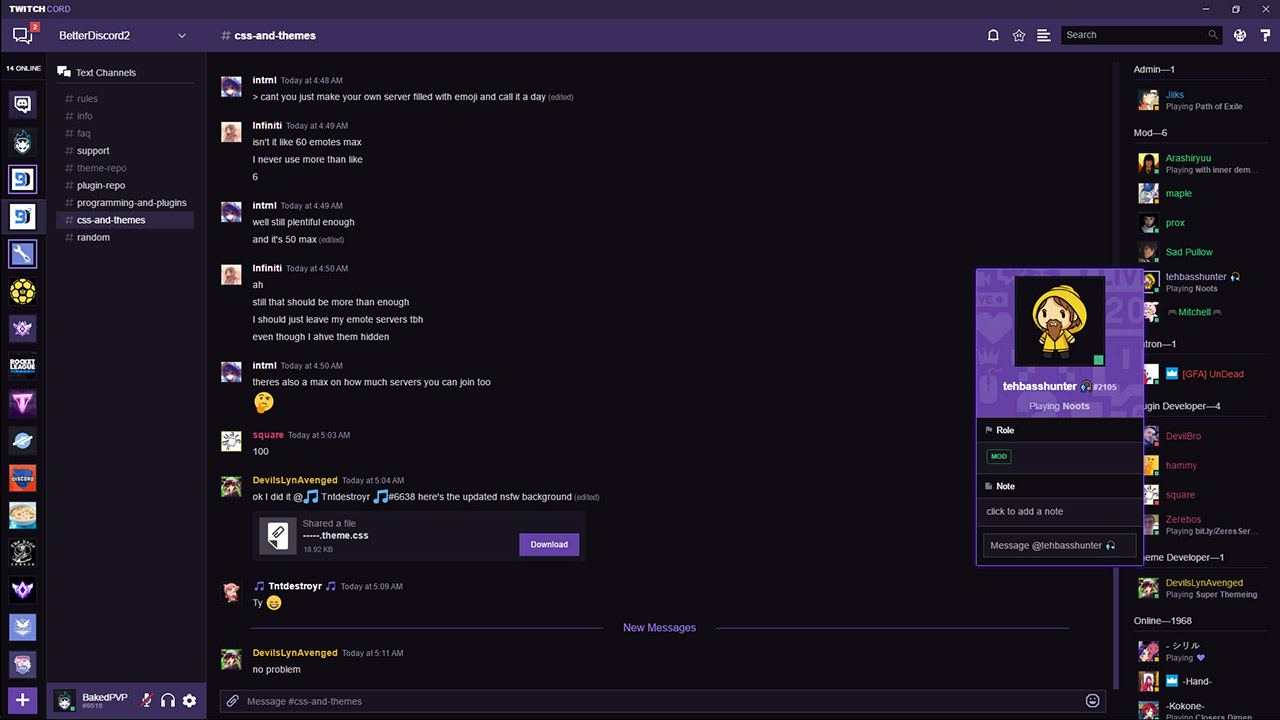 TWITCHCORD
2
BetterDiscord2
# css-and-themes
Search
14 ONLINE
Text Channels
# rules
# info
# faq
# support
# theme-repo
# plugin-repo
# programming-and-plugins
# css-and-themes
# random
ROCKET LEAGUE
DISCORD
BakedPVP
#9516
intrnl Today at 4:48 AM
> cant you just make your own server filled with emoji and call it a day (edited)
Infiniti Today at 4:49 AM
isn't it like 60 emotes max
I never use more than like
6
intrnl Today at 4:49 AM
well still plentiful enough
and it's 50 max (edited)
Infiniti Today at 4:50 AM
ah
still that should be more than enough
I should just leave my emote servers tbh
even though I ahve them hidden
intrnl Today at 4:50 AM
theres also a max on how much servers you can join too
🤔
square Today at 5:03 AM
100
DevilsLynAvenged Today at 5:04 AM
ok I did it @🎵 Tntdestroyr 🎵#6638 here's the updated nsfw background (edited)
Shared a file
-----.theme.css
18.92 KB
Download
🎵 Tntdestroyr 🎵 Today at 5:09 AM
Ty 😄
New Messages
DevilsLynAvenged Today at 5:11 AM
no problem
Message #css-and-themes
LIVE
20
tehbasshunter 🎧#2105
Playing Noots
Role
MOD
Note
click to add a note
Message @tehbasshunter 🎧
Admin—1
Jiiks
Playing Path of Exile
Mod—6
Arashiryuu
Playing with inner dem...
maple
prox
Sad Pullow
tehbasshunter 🎧
Playing Noots
🎮Mitchell🎮
tron—1
[GFA] UnDead
ugin Developer—4
DevilBro
hammy
square
Zerebos
Playing bit.ly/ZeresSer...
eme Developer—1
DevilsLynAvenged
Playing Super Themeing
Online—1968
- シリル
Playing 💜
-Hand-
-Kokone-
Playing Closers Dimen